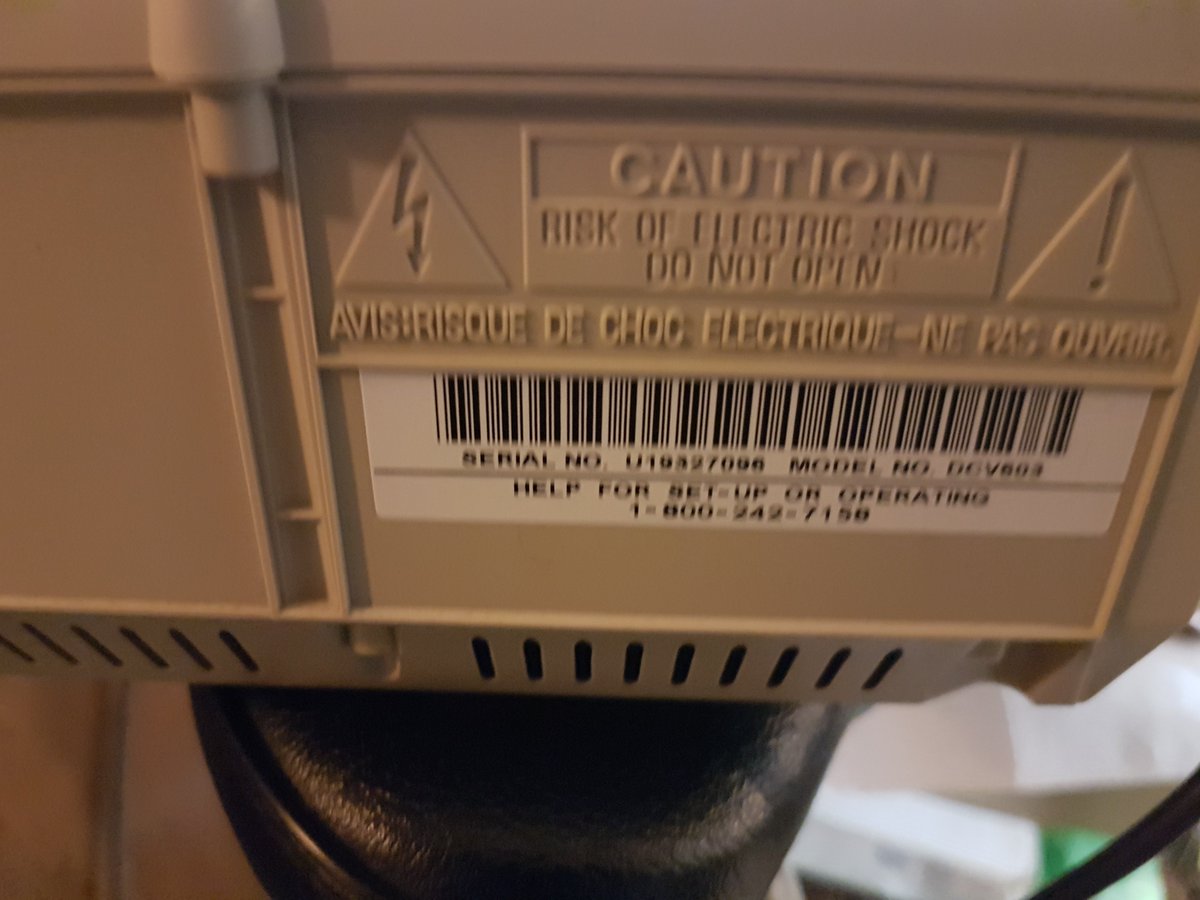 CAUTION
RISK OF ELECTRIC SHOCK
DO NOT OPEN
AVIS:RISQUE DE CHOC ELECTRIQUE-NE PAS OUVRIR.
SERIAL NO. U19327096 MODEL NO. DCV603
HELP FOR SET-UP OR OPERATING
1-800-242-7158